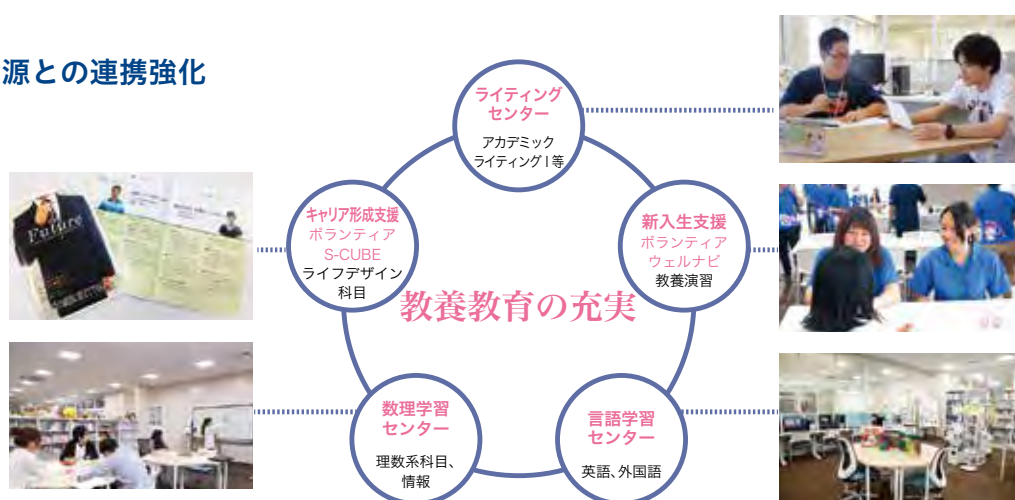 源との連携強化
ライティング
センター
アカデミック
ライティングⅠ等
キャリア形成支援
ボランティア
S-CUBE
ライフデザイン
科目
新入生支援
ボランティア
ウェルナビ
教養演習
教養教育の充実
数理学習
センター
理数系科目、
情報
言語学習
センター
英語、外国語
Future